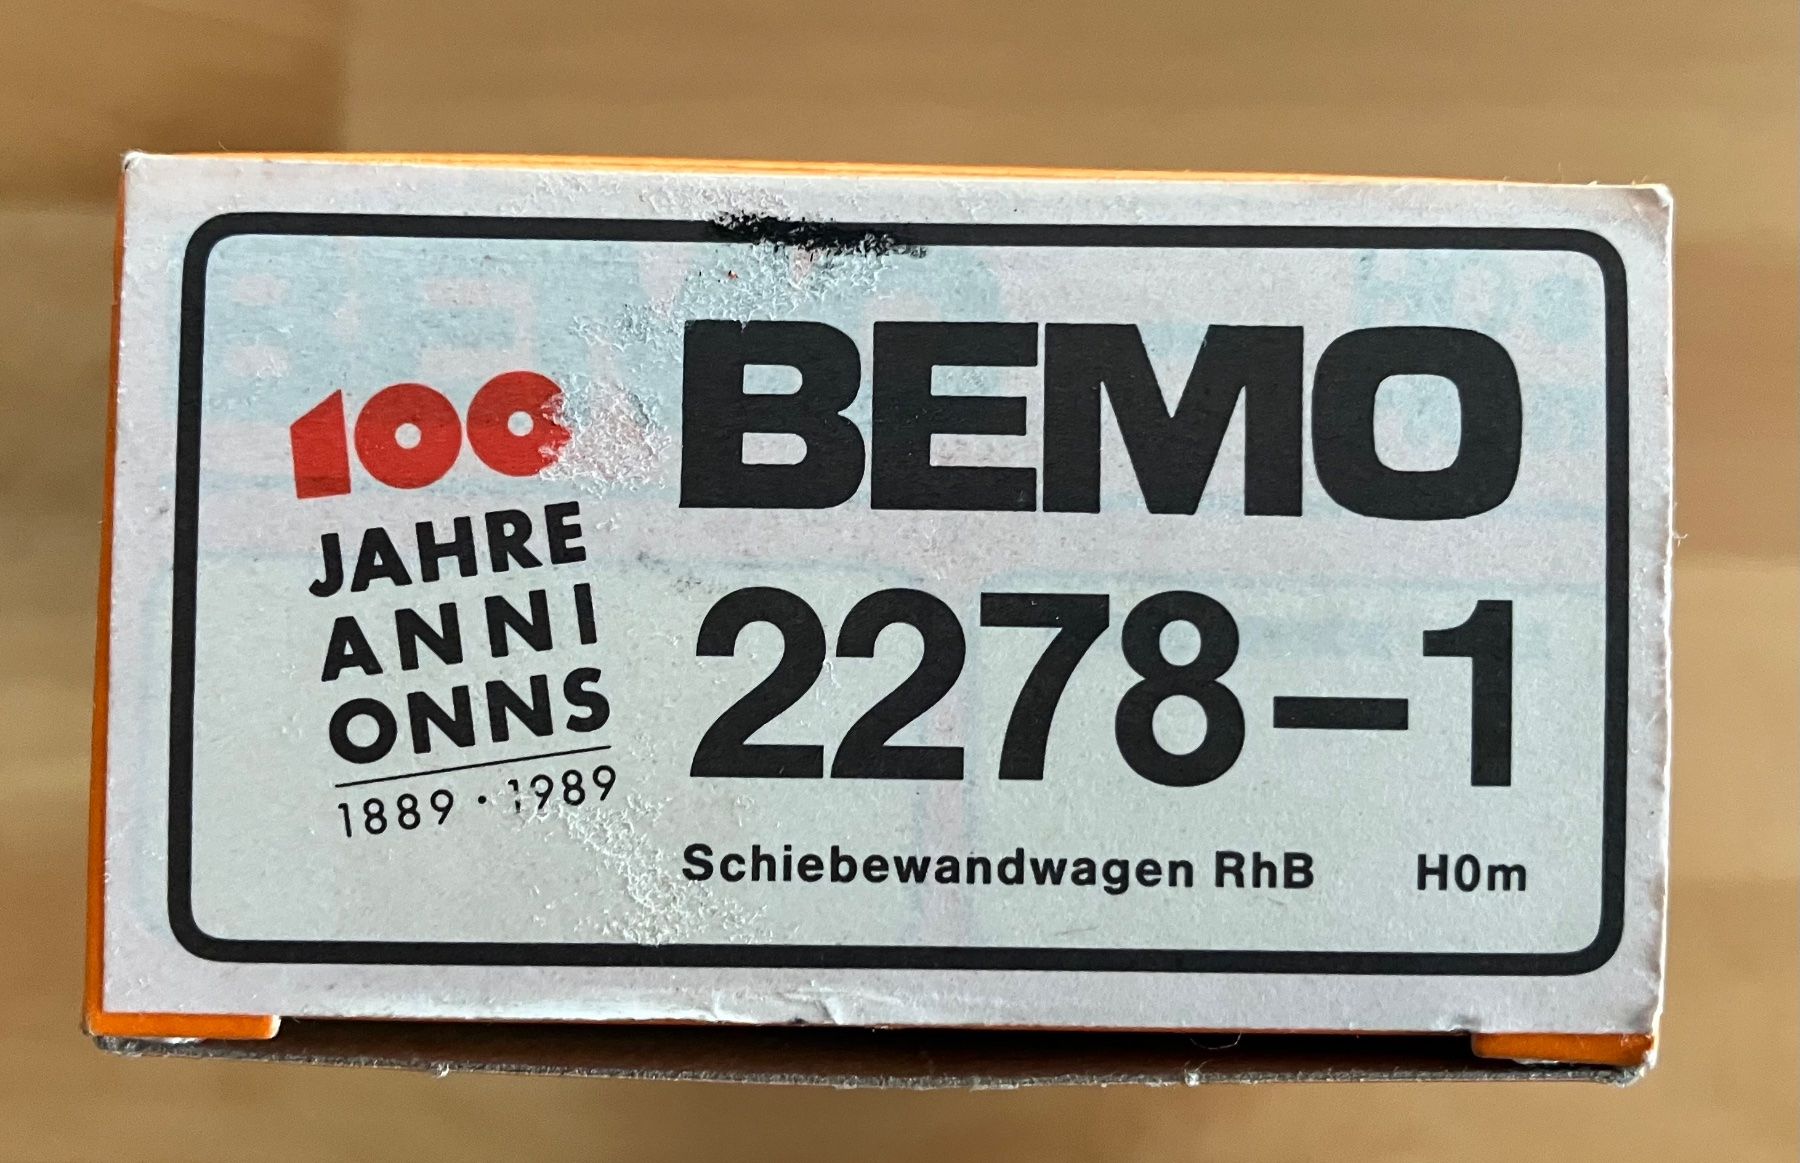 100
JAHRE
ANNI
ONNS
1889 · 1989
BEMO
2278-1
Schiebewandwagen RhB H0m